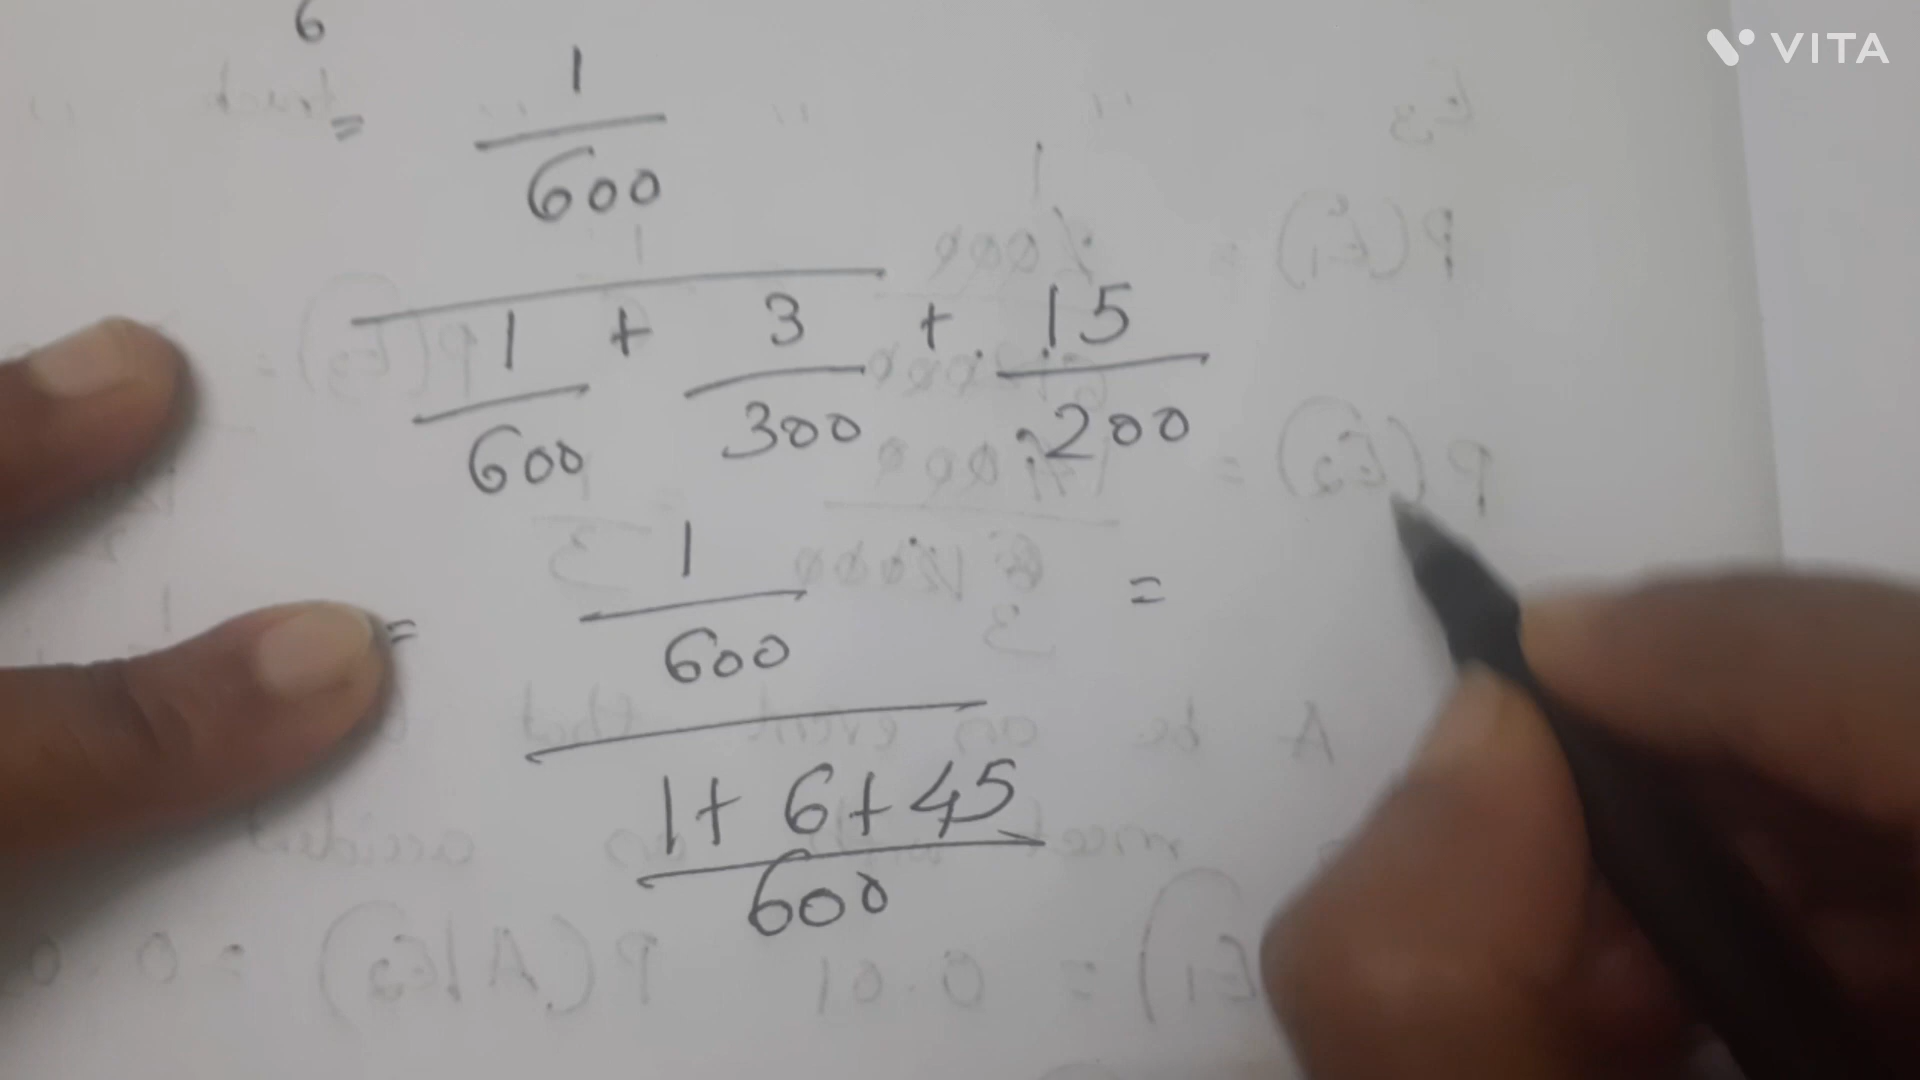 6
VITA
= 1
600
1 + 3 + 15
600 300 200
= 1 =
600
1 + 6 + 45
600